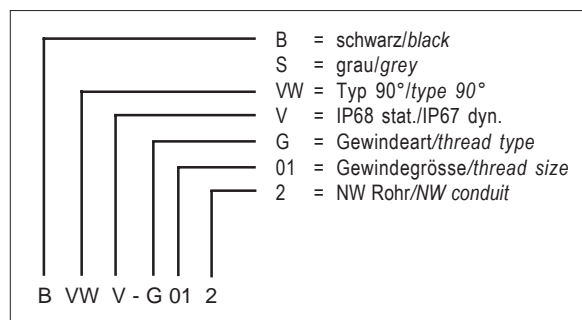 B = schwarz/black
S = grau/grey
VW = Typ 90°/type 90°
V = IP68 stat./IP67 dyn.
G = Gewindeart/thread type
01 = Gewindegrösse/thread size
2 = NW Rohr/NW conduit
B VW V - G 01 2